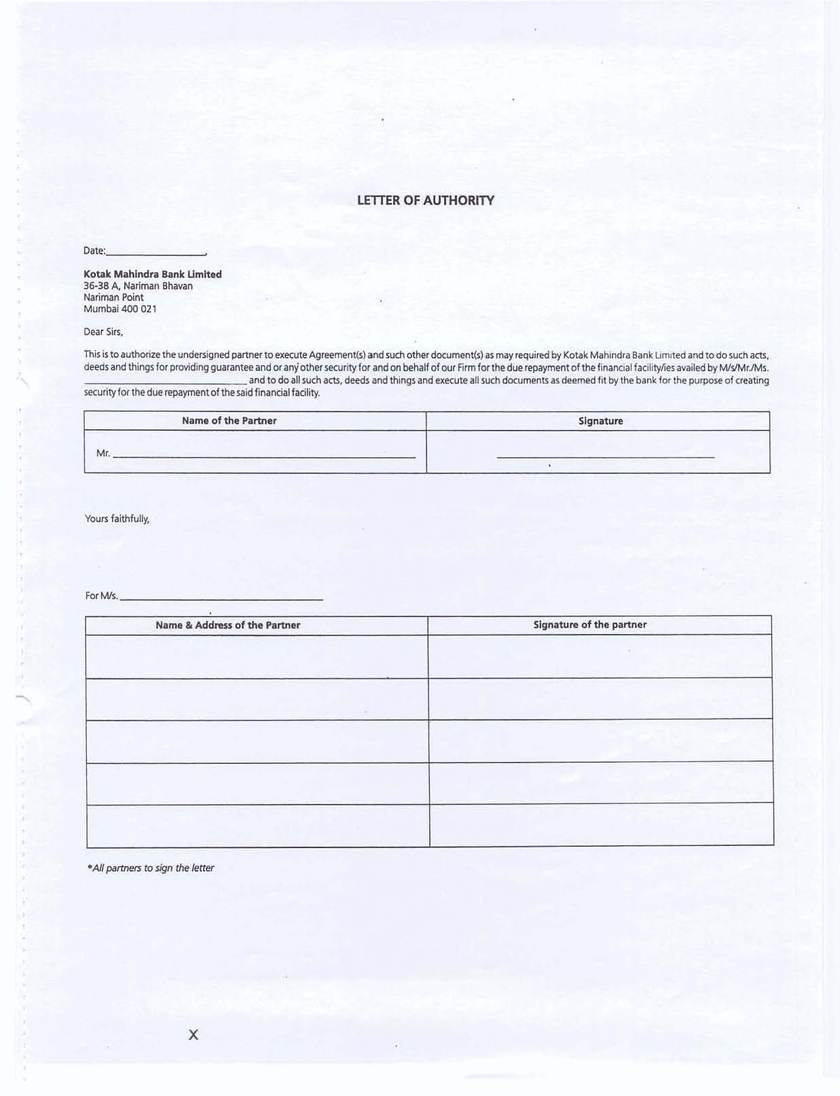 LETTER OF AUTHORITY
Date:__________________,
Kotak Mahindra Bank Limited
36-38 A, Nariman Bhavan
Nariman Point
Mumbai 400 021
Dear Sirs,
This is to authorize the undersigned partner to execute Agreement(s) and such other document(s) as may required by Kotak Mahindra Bank Limited and to do such acts,
deeds and things for providing guarantee and or any other security for and on behalf of our Firm for the due repayment of the financial facility/ies availed by M/s/Mr./Ms.
______________________________ and to do all such acts, deeds and things and execute all such documents as deemed fit by the bank for the purpose of creating
security for the due repayment of the said financial facility.
Name of the Partner Signature
Mr. ______________________________
Yours faithfully,
For M/s. ______________________________
Name & Address of the Partner Signature of the partner
*All partners to sign the letter
X